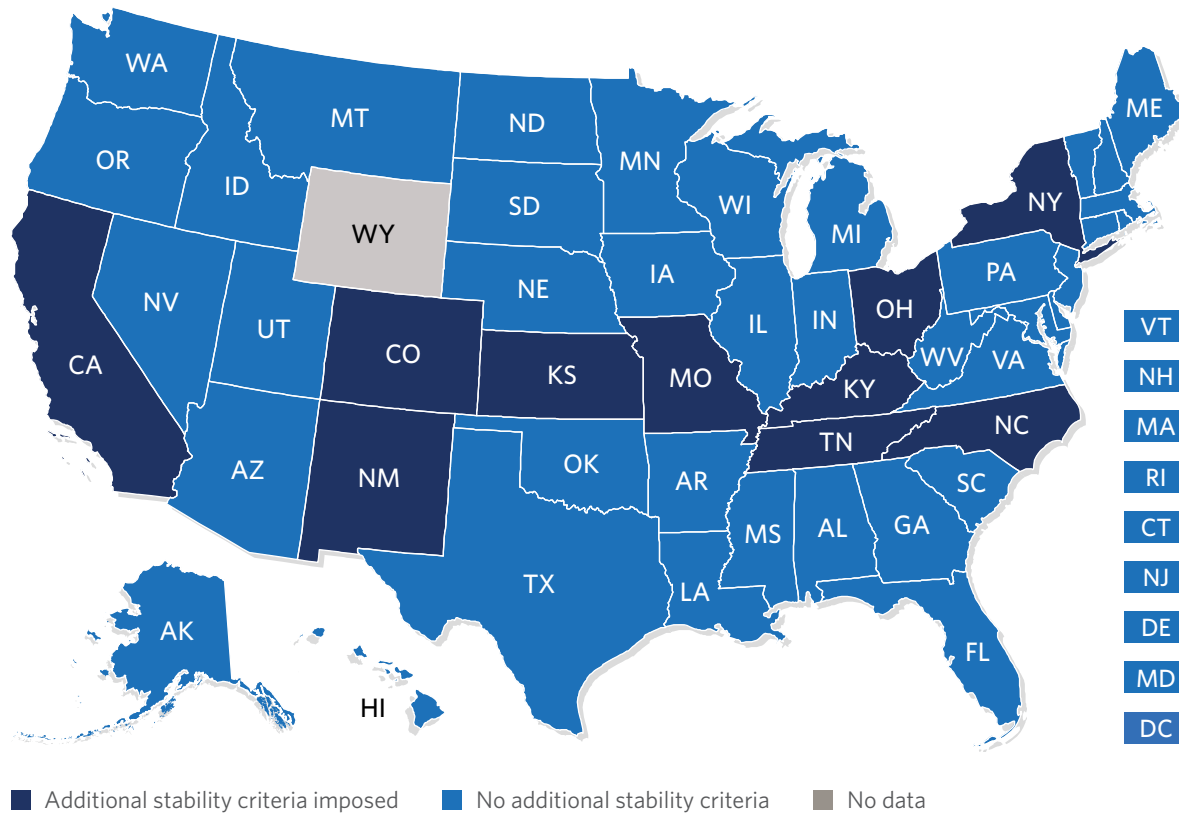 WA
MT
ND
MN
ME
OR
ID
SD
WI
MI
NY
WY
IA
PA
NE
NV
UT
IL
IN
OH
VT
CA
CO
KS
MO
WV
VA
NH
KY
MA
AZ
NM
OK
AR
TN
NC
RI
SC
MS
AL
GA
CT
TX
LA
NJ
AK
FL
DE
MD
HI
DC
Additional stability criteria imposed
No additional stability criteria
No data